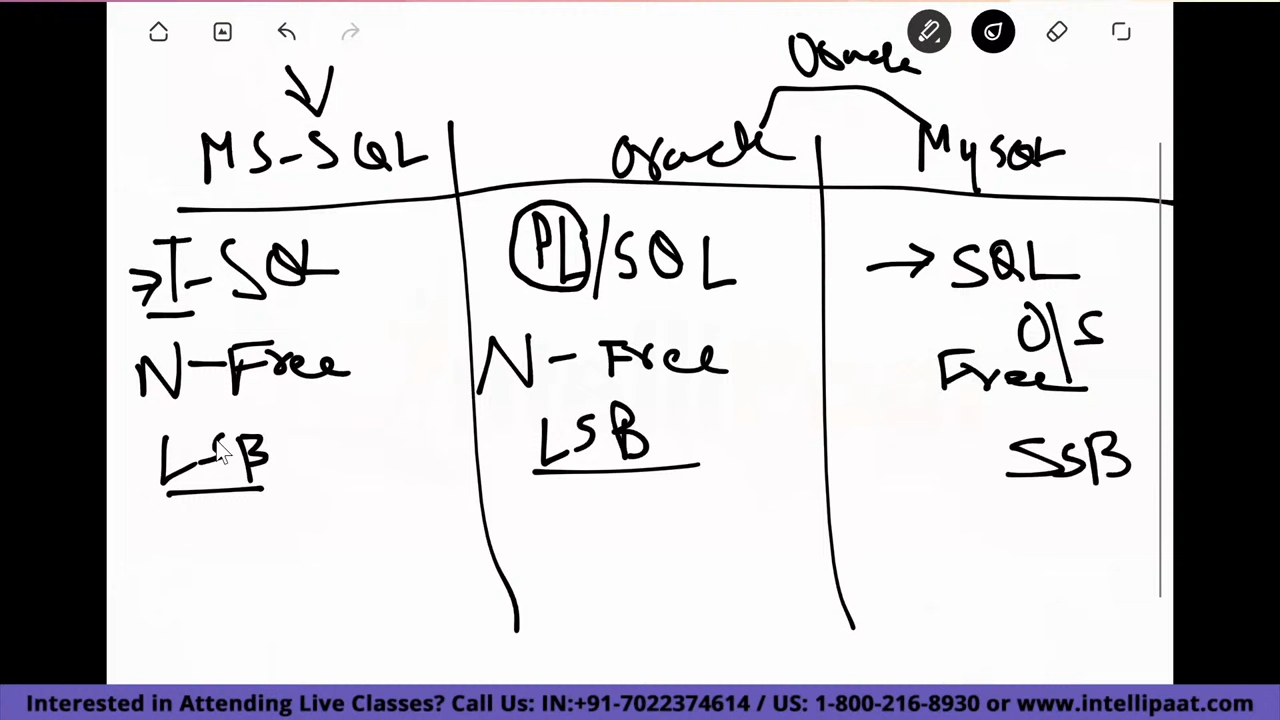 Oracle
MS-SQL Oracle MySQL
T-SQL PL/SQL → SQL
O/S
N-Free N-Free Free
LSB LSB SSB
Interested in Attending Live Classes? Call Us: IN:+91-7022374614 / US: 1-800-216-8930 or www.intellipaat.com